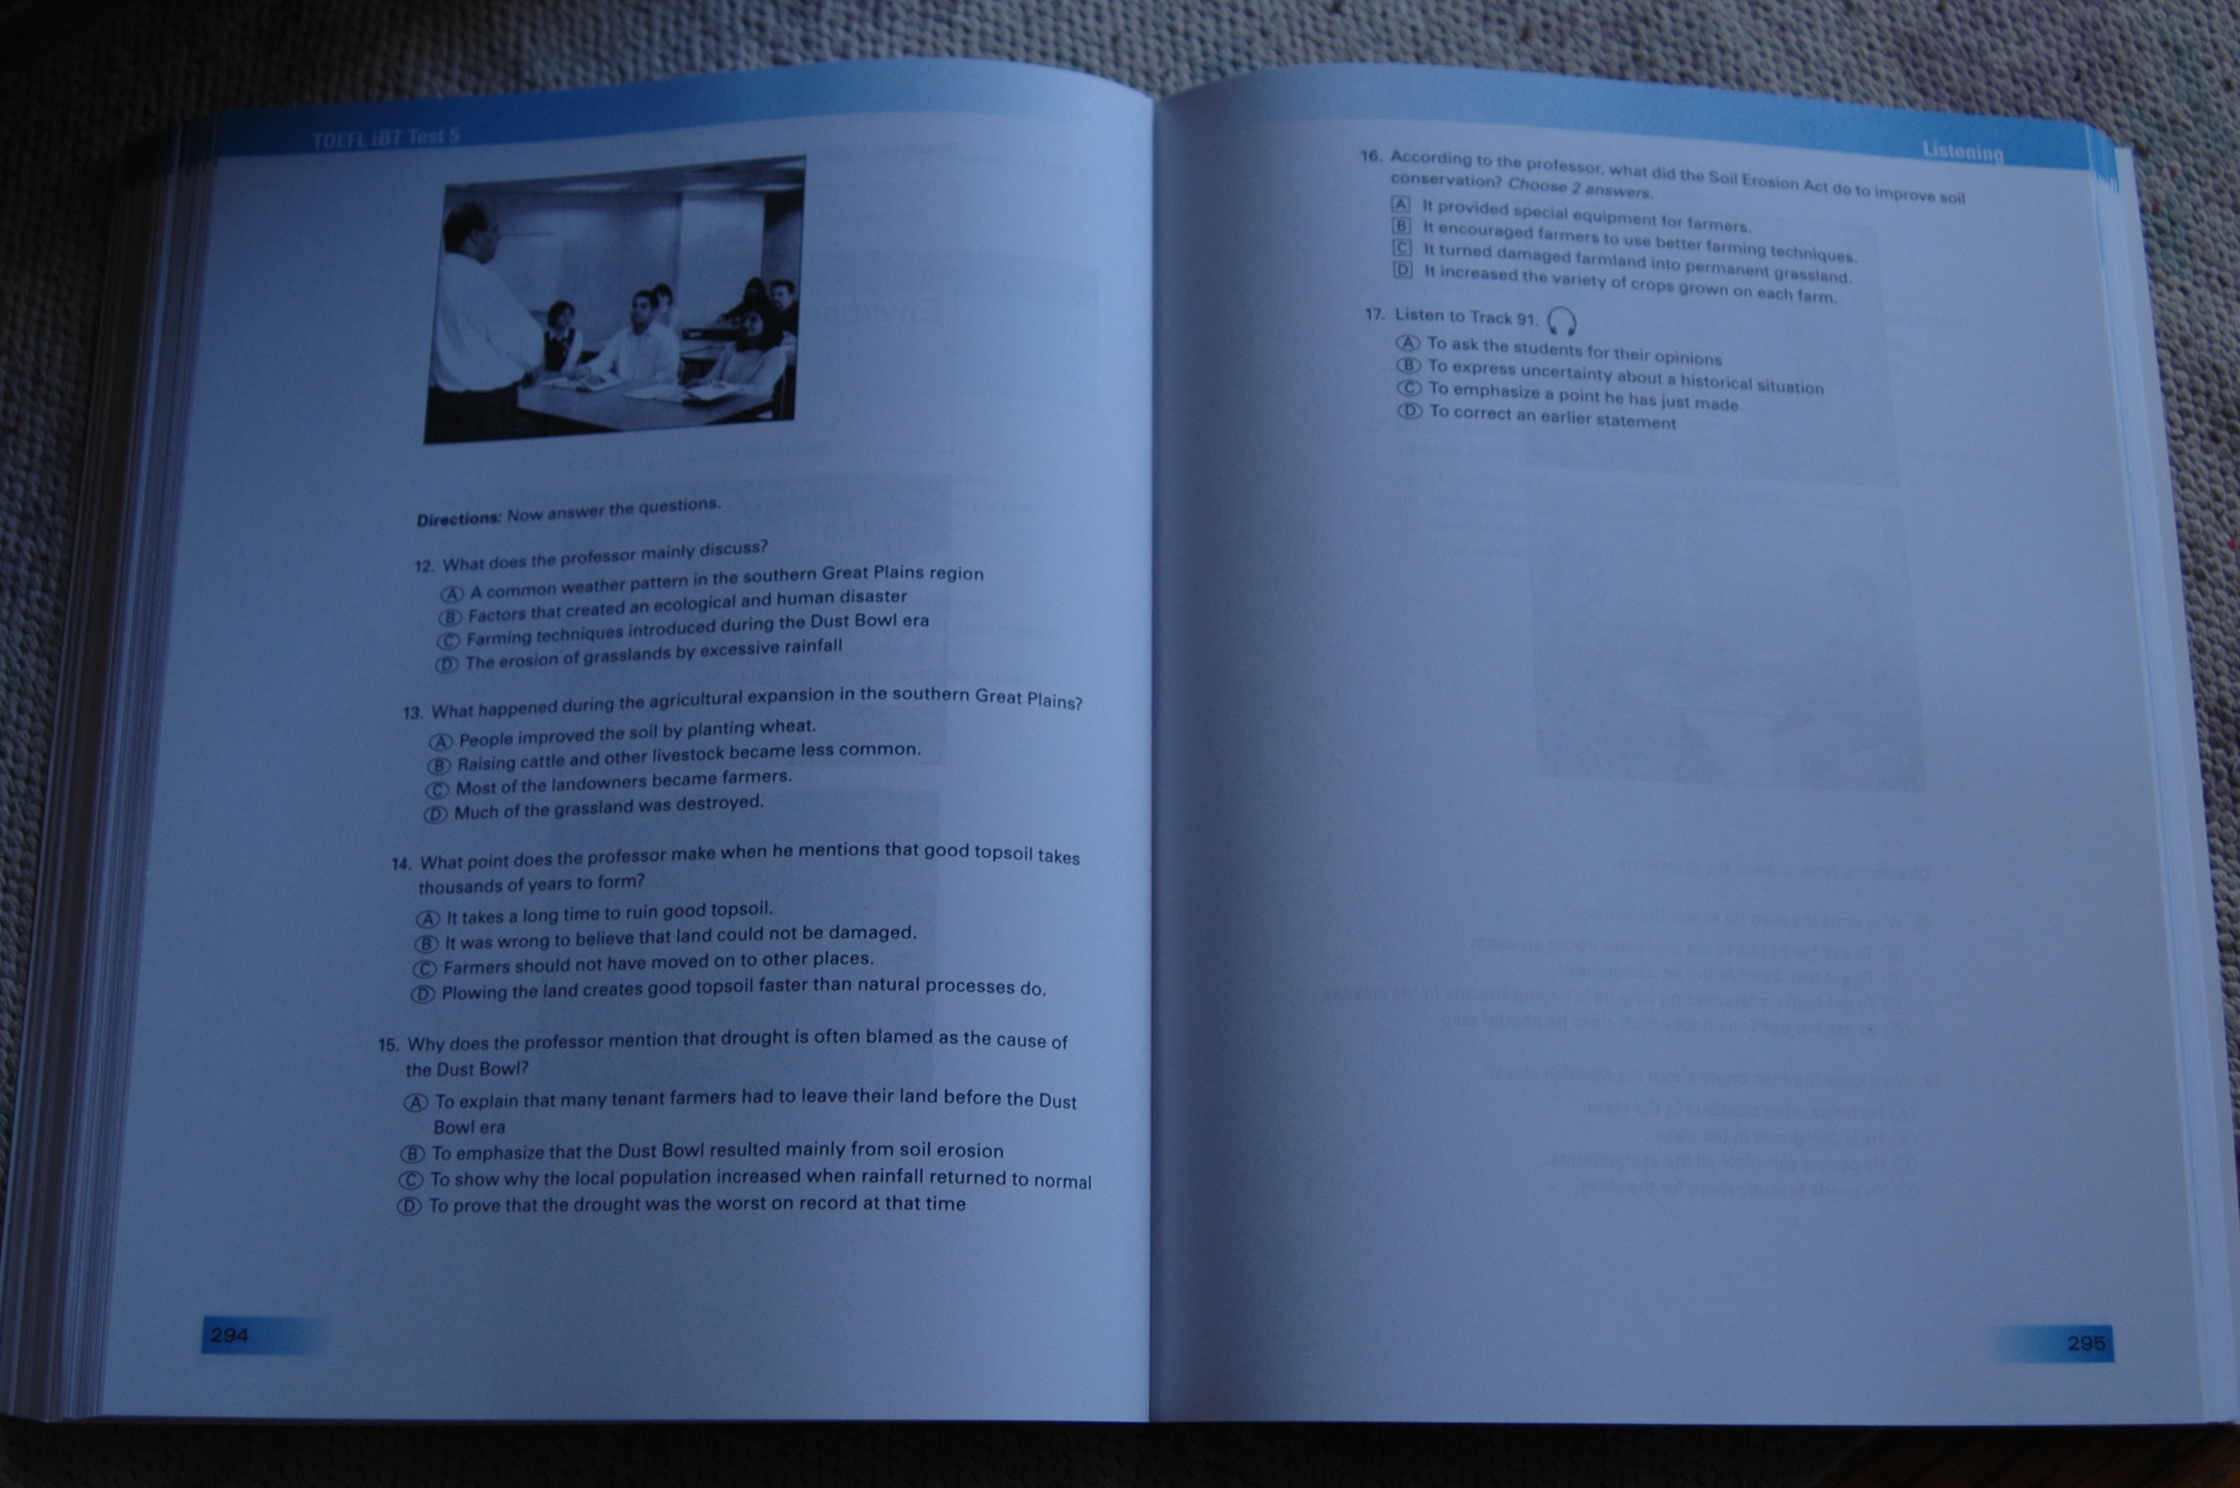 TOEFL iBT Test 5
Directions: Now answer the questions.
12. What does the professor mainly discuss?
A A common weather pattern in the southern Great Plains region
B Factors that created an ecological and human disaster
C Farming techniques introduced during the Dust Bowl era
D The erosion of grasslands by excessive rainfall
13. What happened during the agricultural expansion in the southern Great Plains?
A People improved the soil by planting wheat.
B Raising cattle and other livestock became less common.
C Most of the landowners became farmers.
D Much of the grassland was destroyed.
14. What point does the professor make when he mentions that good topsoil takes
thousands of years to form?
A It takes a long time to ruin good topsoil.
B It was wrong to believe that land could not be damaged.
C Farmers should not have moved on to other places.
D Plowing the land creates good topsoil faster than natural processes do.
15. Why does the professor mention that drought is often blamed as the cause of
the Dust Bowl?
A To explain that many tenant farmers had to leave their land before the Dust
Bowl era
B To emphasize that the Dust Bowl resulted mainly from soil erosion
C To show why the local population increased when rainfall returned to normal
D To prove that the drought was the worst on record at that time
294
Listening
16. According to the professor, what did the Soil Erosion Act do to improve soil
conservation? Choose 2 answers.
A It provided special equipment for farmers.
B It encouraged farmers to use better farming techniques.
C It turned damaged farmland into permanent grassland.
D It increased the variety of crops grown on each farm.
17. Listen to Track 91.
A To ask the students for their opinions
B To express uncertainty about a historical situation
C To emphasize a point he has just made
D To correct an earlier statement
295